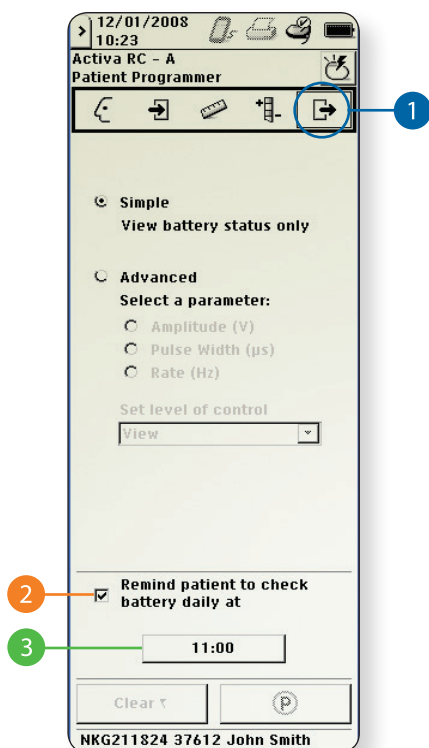 12/01/2008
10:23
Activa RC - A
Patient Programmer
1
Simple
View battery status only
Advanced
Select a parameter:
Amplitude (V)
Pulse Width (µs)
Rate (Hz)
Set level of control
View
2
Remind patient to check
battery daily at
3
11:00
Clear
P
NKG211824 37612 John Smith